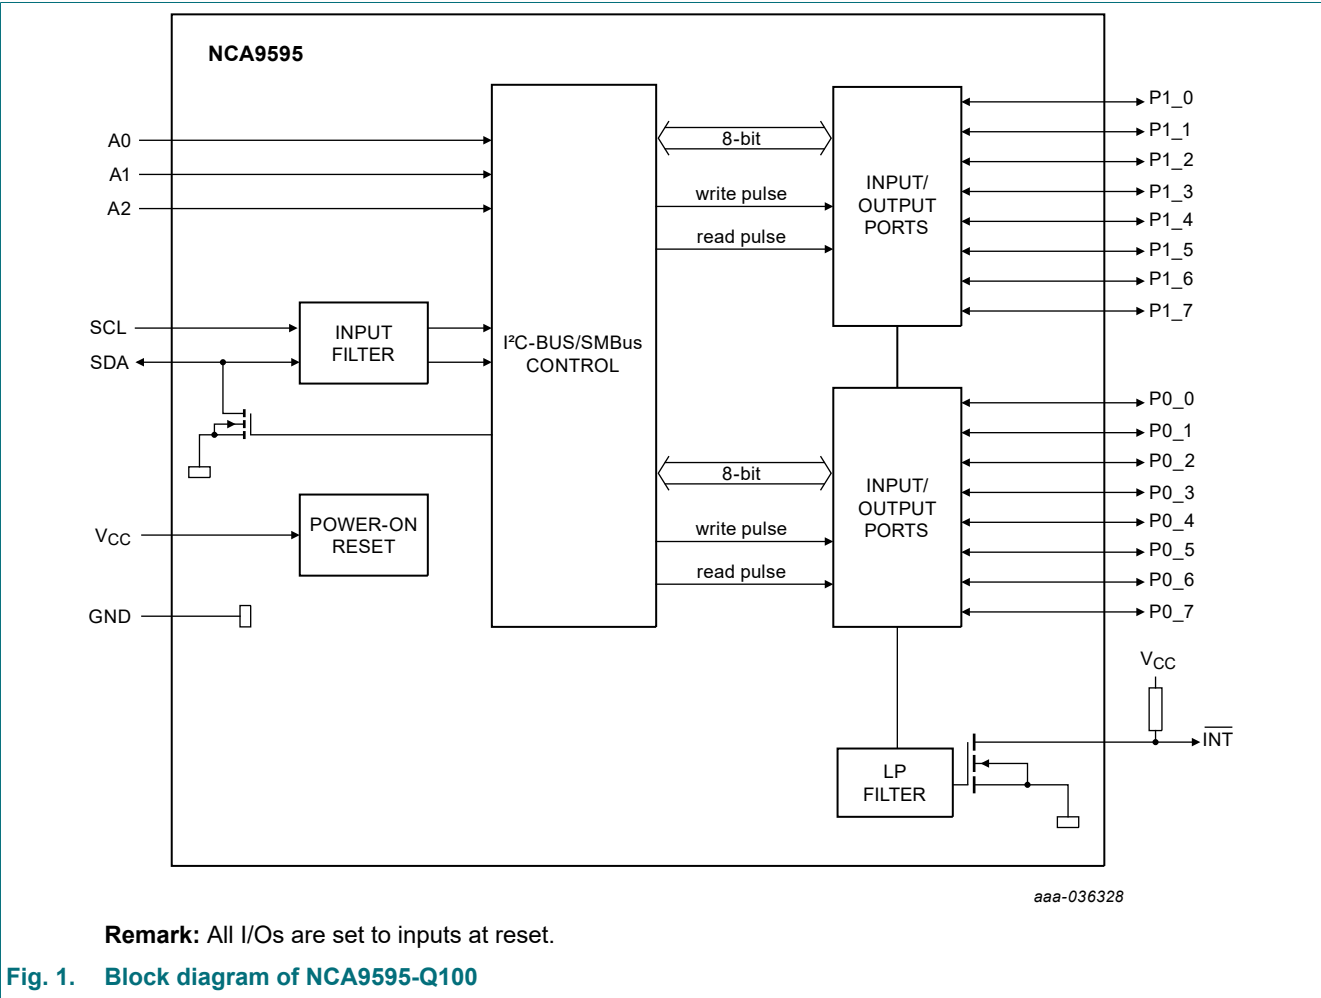 NCA9595
A0
A1
A2
SCL
SDA
VCC
GND
INPUT
FILTER
POWER-ON
RESET
I²C-BUS/SMBus
CONTROL
8-bit
write pulse
read pulse
8-bit
write pulse
read pulse
INPUT/
OUTPUT
PORTS
INPUT/
OUTPUT
PORTS
LP
FILTER
P1_0
P1_1
P1_2
P1_3
P1_4
P1_5
P1_6
P1_7
P0_0
P0_1
P0_2
P0_3
P0_4
P0_5
P0_6
P0_7
VCC
INT
aaa-036328
Remark: All I/Os are set to inputs at reset.
Fig. 1. Block diagram of NCA9595-Q100